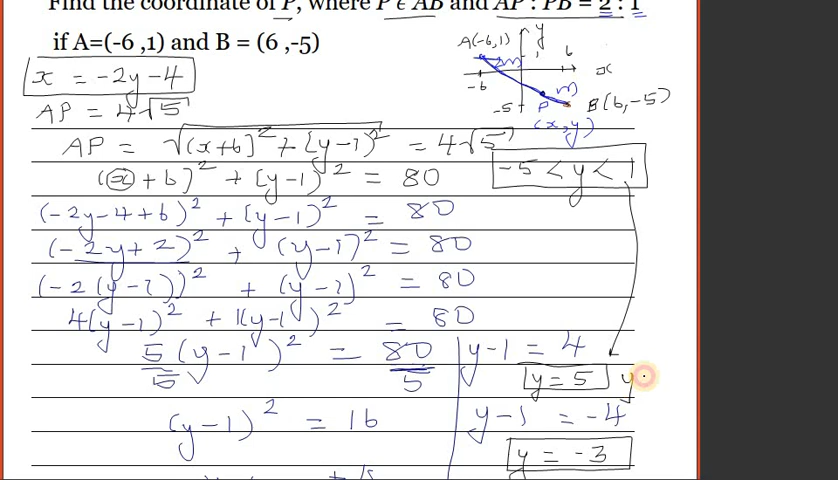 Find the coordinate of P, where P ϵ AB and AP : PB = 2 : 1
if A=(-6 ,1) and B = (6 ,-5)
A(-6,1)
y
6
2m
x
-6
m
-5
P
B(6,-5)
(x,y)
x = -2y-4
AP = 4√5
AP = √((x+6)² + (y-1)²) = 4√5
(x+6)² + (y-1)² = 80
-5 < y < 1
(-2y-4+6)² + (y-1)² = 80
(-2y+2)² + (y-1)² = 80
(-2(y-1))² + (y-1)² = 80
4(y-1)² + 1(y-1)² = 80
5(y-1)² = 80
5 5
(y-1)² = 16
y-1 = 4
y = 5 y
y-1 = -4
y = -3